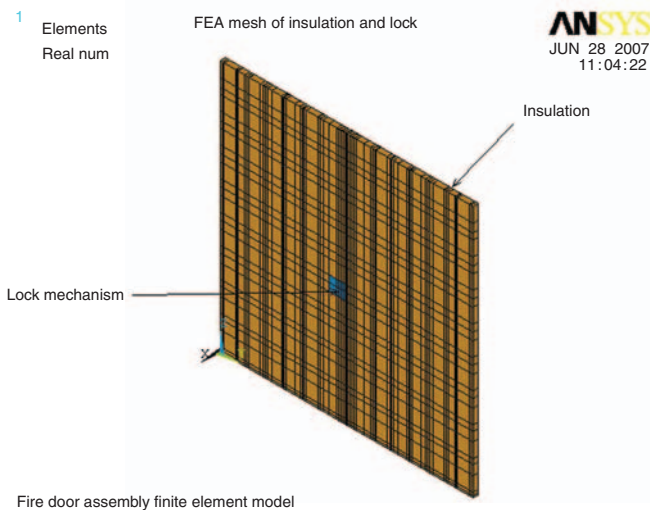 1
Elements
Real num
FEA mesh of insulation and lock
ANSYS
JUN 28 2007
11:04:22
Insulation
Lock mechanism
X
Fire door assembly finite element model